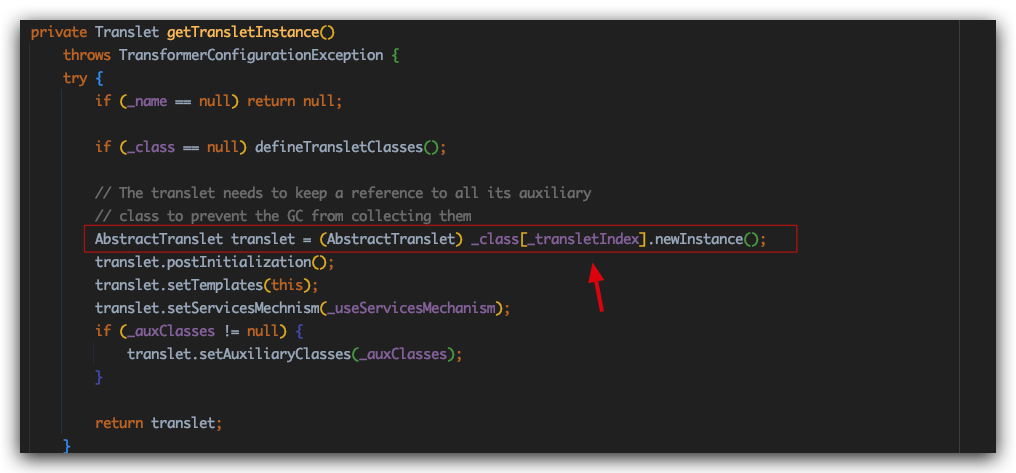 private Translet getTransletInstance()
    throws TransformerConfigurationException {
    try {
        if (_name == null) return null;

        if (_class == null) defineTransletClasses();

        // The translet needs to keep a reference to all its auxiliary
        // class to prevent the GC from collecting them
        AbstractTranslet translet = (AbstractTranslet) _class[_transletIndex].newInstance();
        translet.postInitialization();
        translet.setTemplates(this);
        translet.setServicesMechnism(_useServicesMechanism);
        if (_auxClasses != null) {
            translet.setAuxiliaryClasses(_auxClasses);
        }

        return translet;
    }